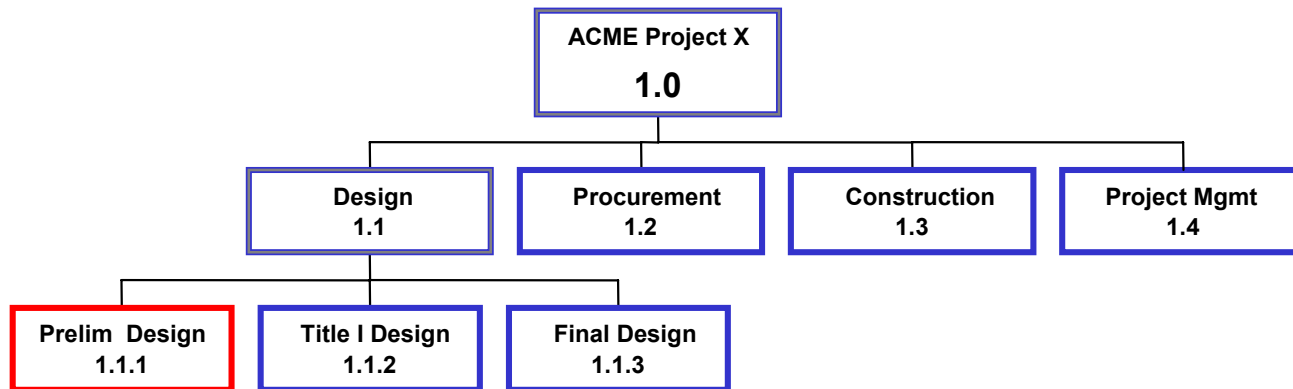 ACME Project X
1.0
Design
1.1
Procurement
1.2
Construction
1.3
Project Mgmt
1.4
Prelim Design
1.1.1
Title I Design
1.1.2
Final Design
1.1.3